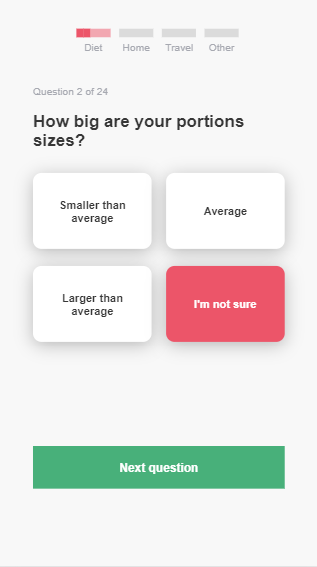 Diet Home Travel Other
Question 2 of 24
How big are your portions
sizes?
Smaller than
average
Average
Larger than
average
I'm not sure
Next question